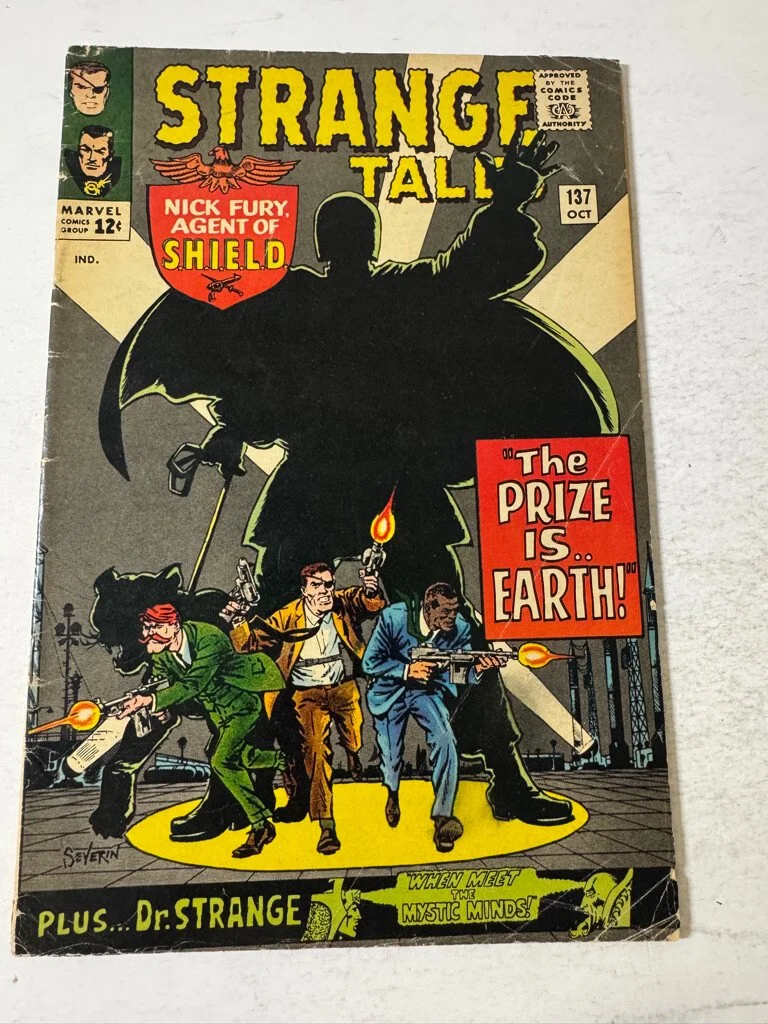 STRANGE
TALES
APPROVED
BY THE
COMICS
CODE
CA
AUTHORITY
137
OCT
MARVEL
COMICS
GROUP 12¢
IND.
NICK FURY,
AGENT OF
S.H.I.E.L.D.
"The
PRIZE
IS..
EARTH!"
SEVERIN
PLUS... Dr. STRANGE
"WHEN MEET
THE
MYSTIC MINDS!"